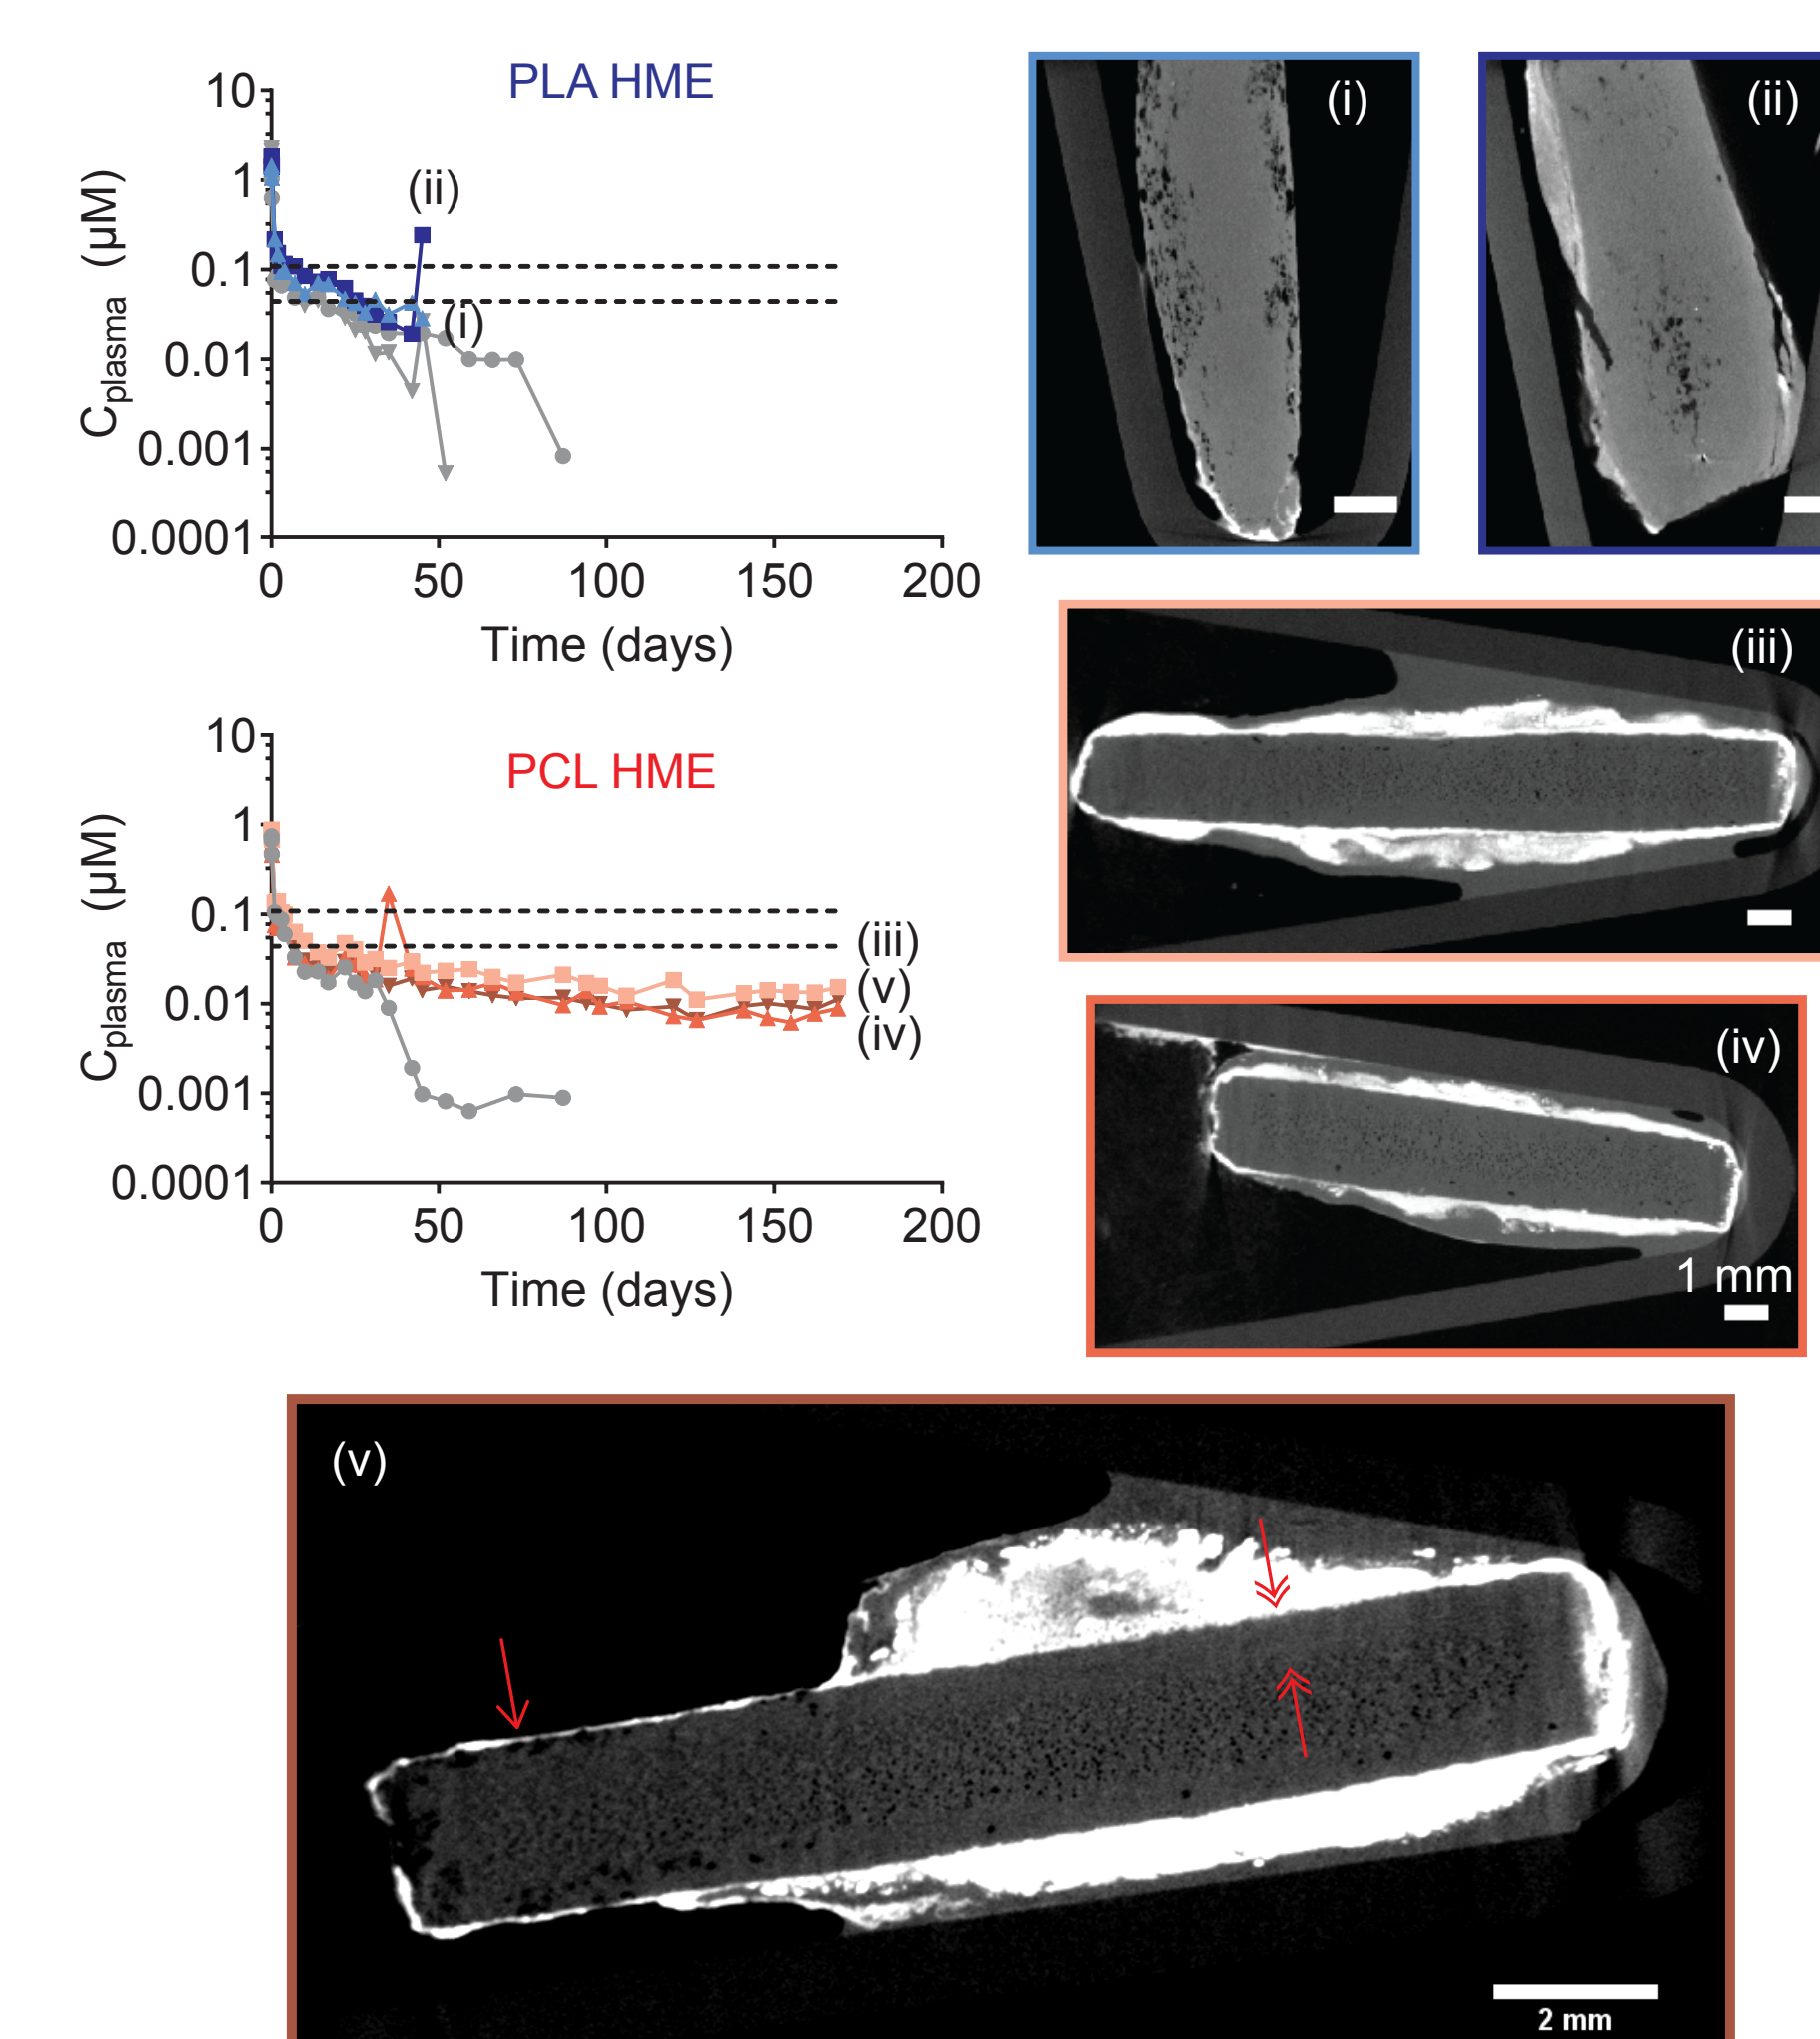 PLA HME
10
1
0.1
0.01
0.001
0.0001
Cplasma (µM)
(ii)
(i)
0 50 100 150 200
Time (days)
(i)
(ii)
PCL HME
10
1
0.1
0.01
0.001
0.0001
Cplasma (µM)
(iii)
(v)
(iv)
0 50 100 150 200
Time (days)
(iii)
(iv)
1 mm
(v)
2 mm